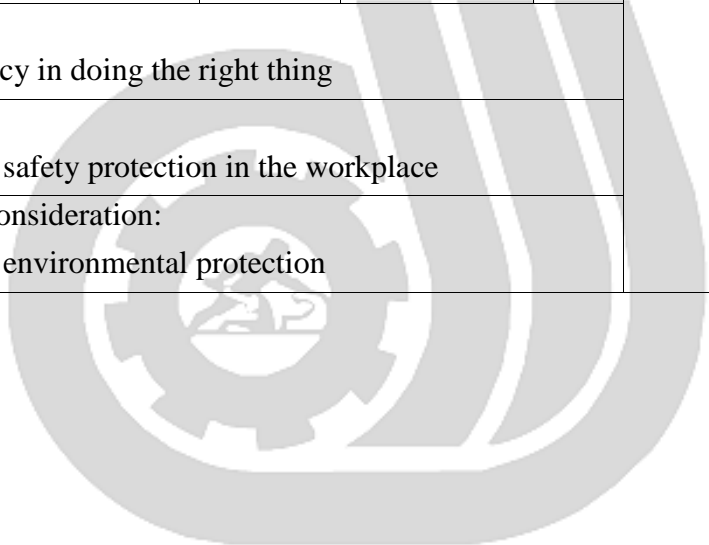 cy in doing the right thing
safety protection in the workplace
onsideration:
environmental protection